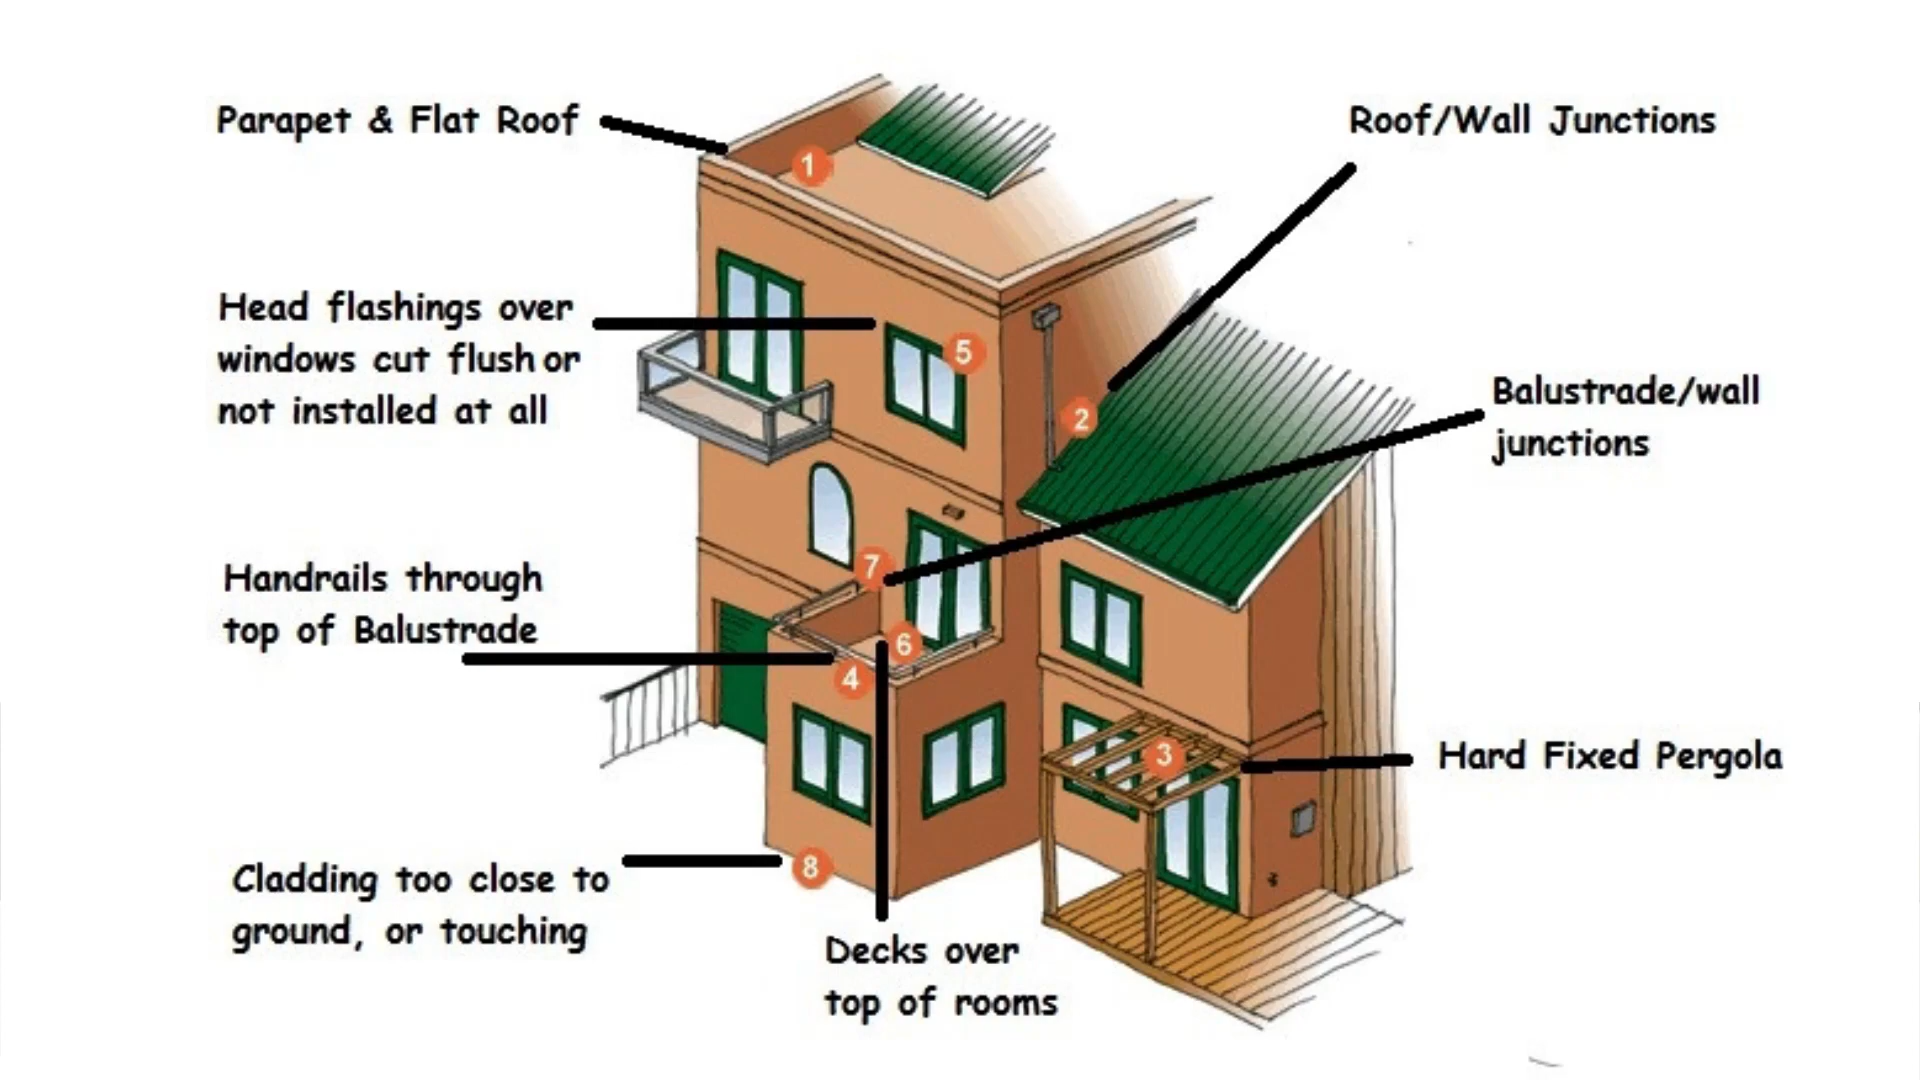 Parapet & Flat Roof
Roof/Wall Junctions
1
Head flashings over
windows cut flush or
not installed at all
5
2
Balustrade/wall
junctions
Handrails through
top of Balustrade
7
6
4
3
Hard Fixed Pergola
Cladding too close to
ground, or touching
8
Decks over
top of rooms